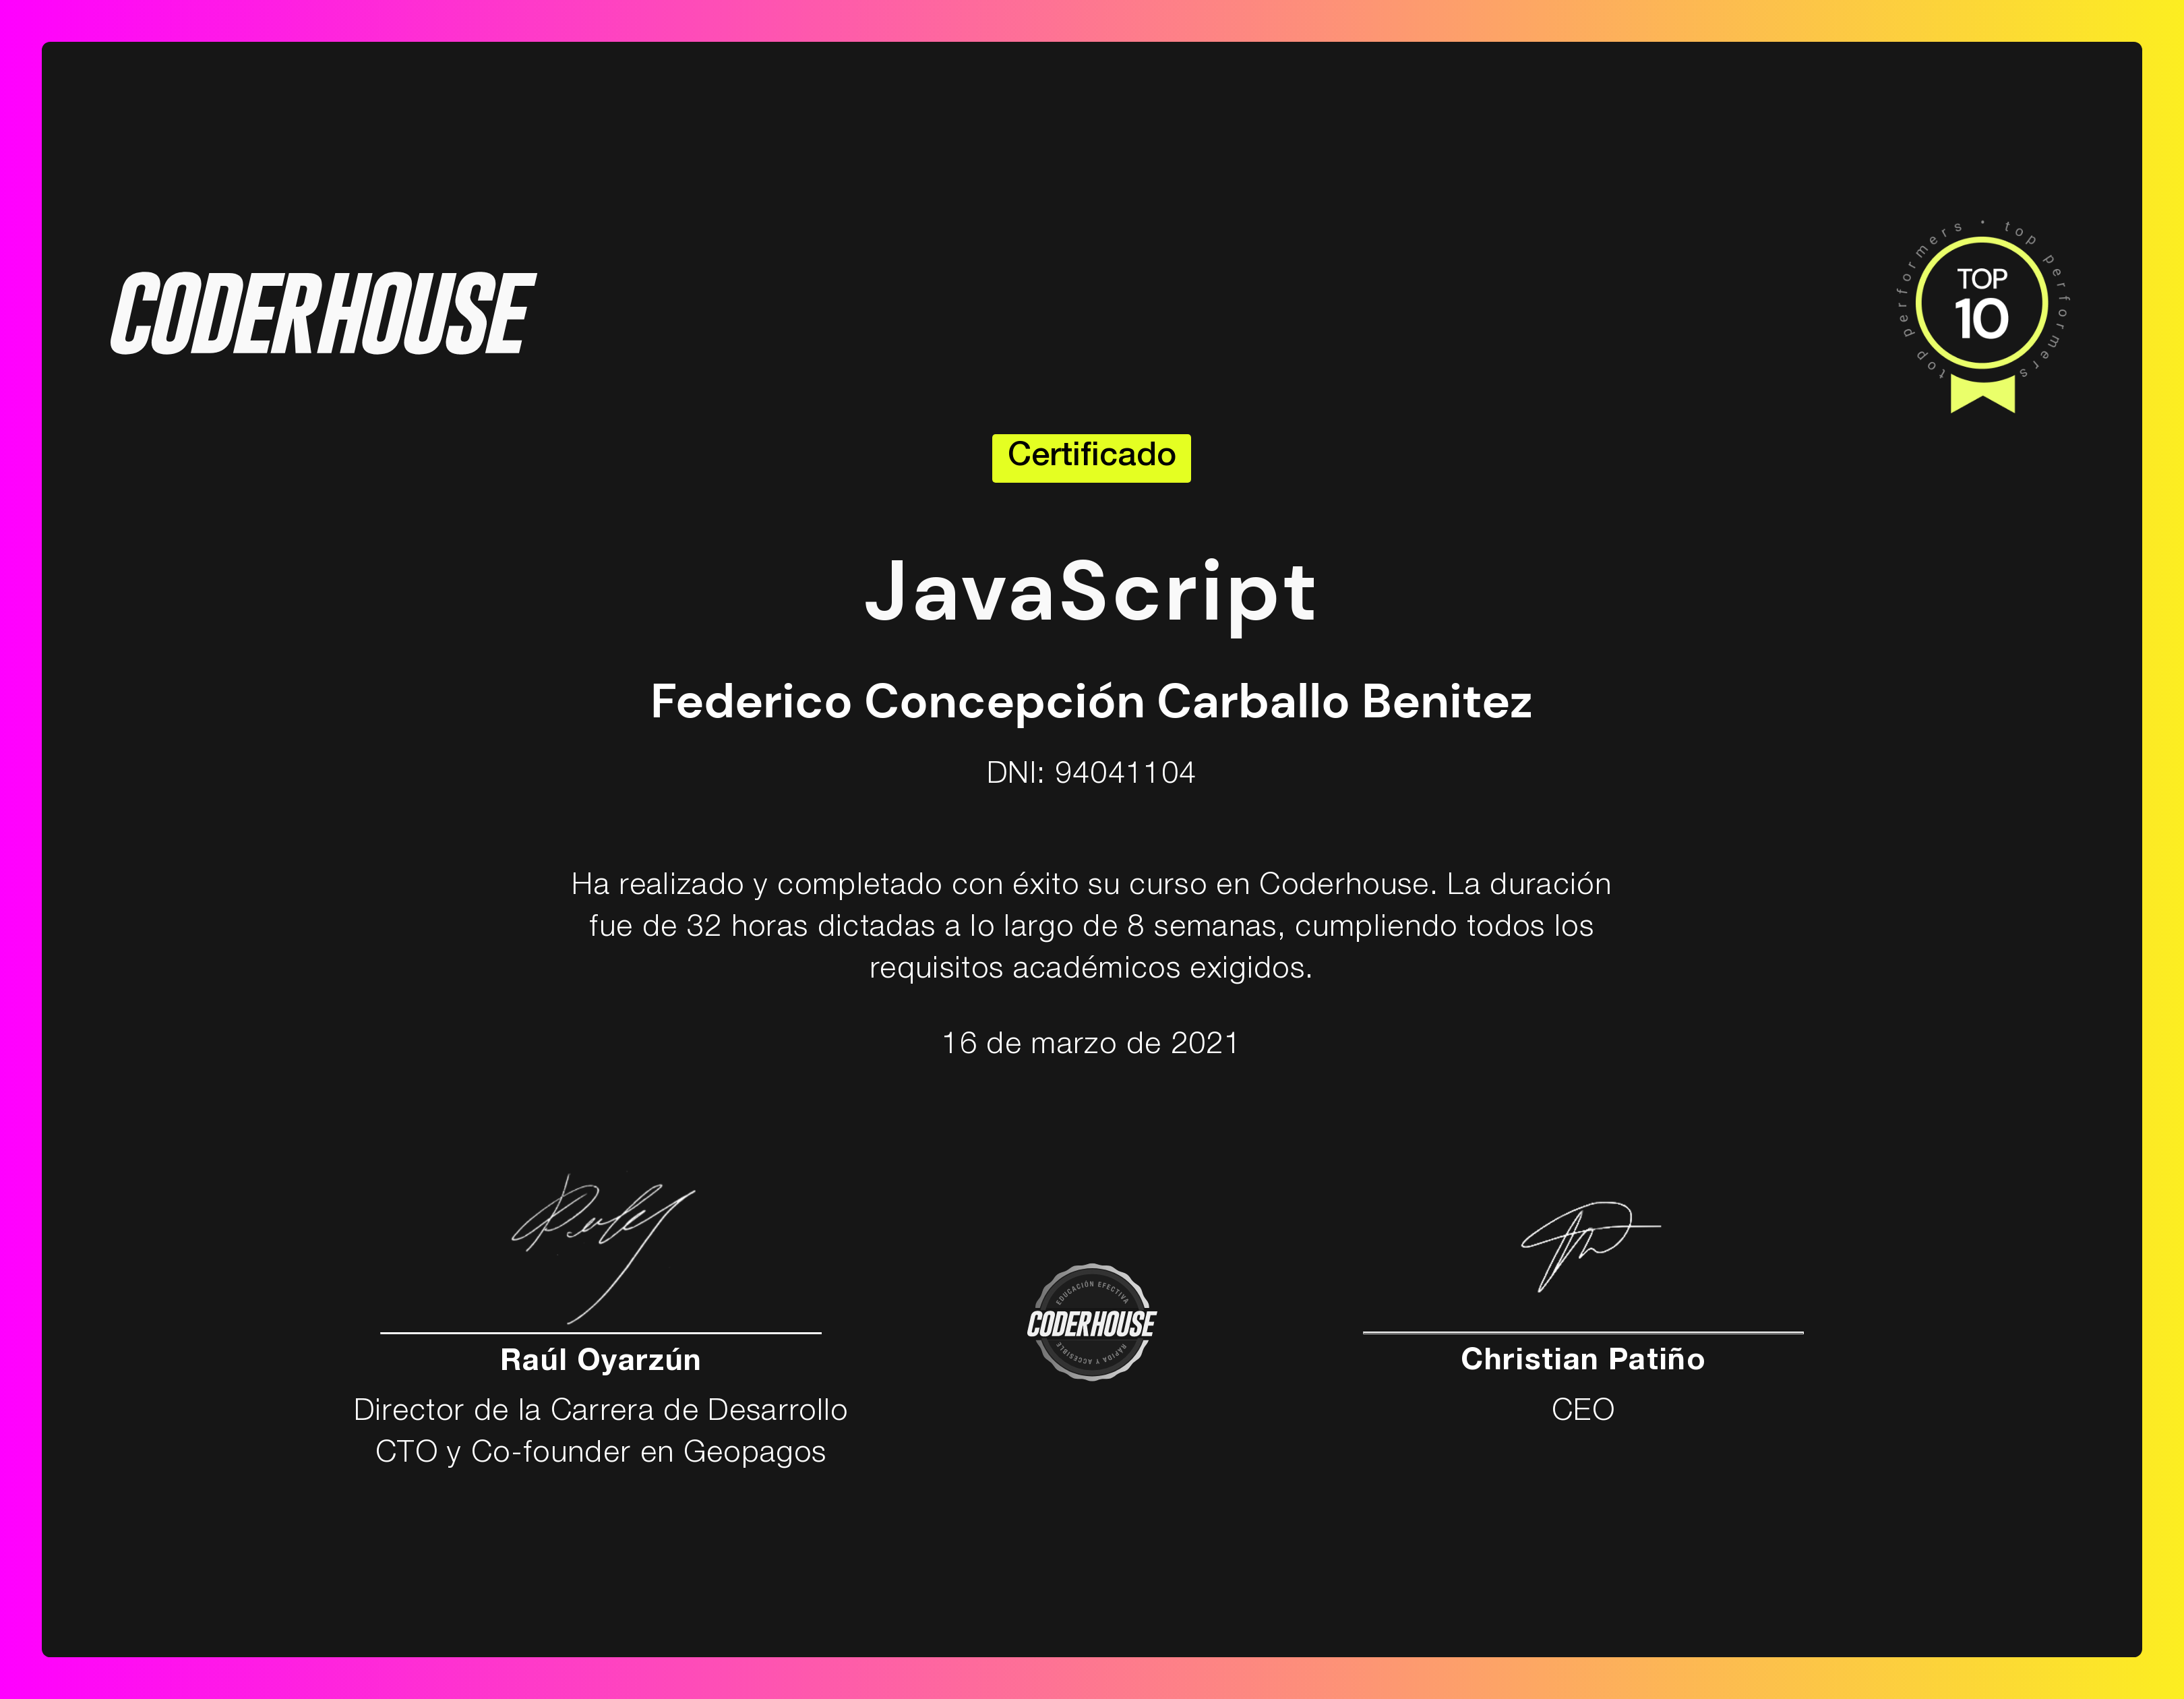 CODERHOUSE
top performers • top performers
TOP
10
Certificado
JavaScript
Federico Concepción Carballo Benitez
DNI: 94041104
Ha realizado y completado con éxito su curso en Coderhouse. La duración
fue de 32 horas dictadas a lo largo de 8 semanas, cumpliendo todos los
requisitos académicos exigidos.
16 de marzo de 2021
EDUCACIÓN EFECTIVA
CODERHOUSE
RÁPIDA Y ACCESIBLE
Raúl Oyarzún
Director de la Carrera de Desarrollo
CTO y Co-founder en Geopagos
Christian Patiño
CEO